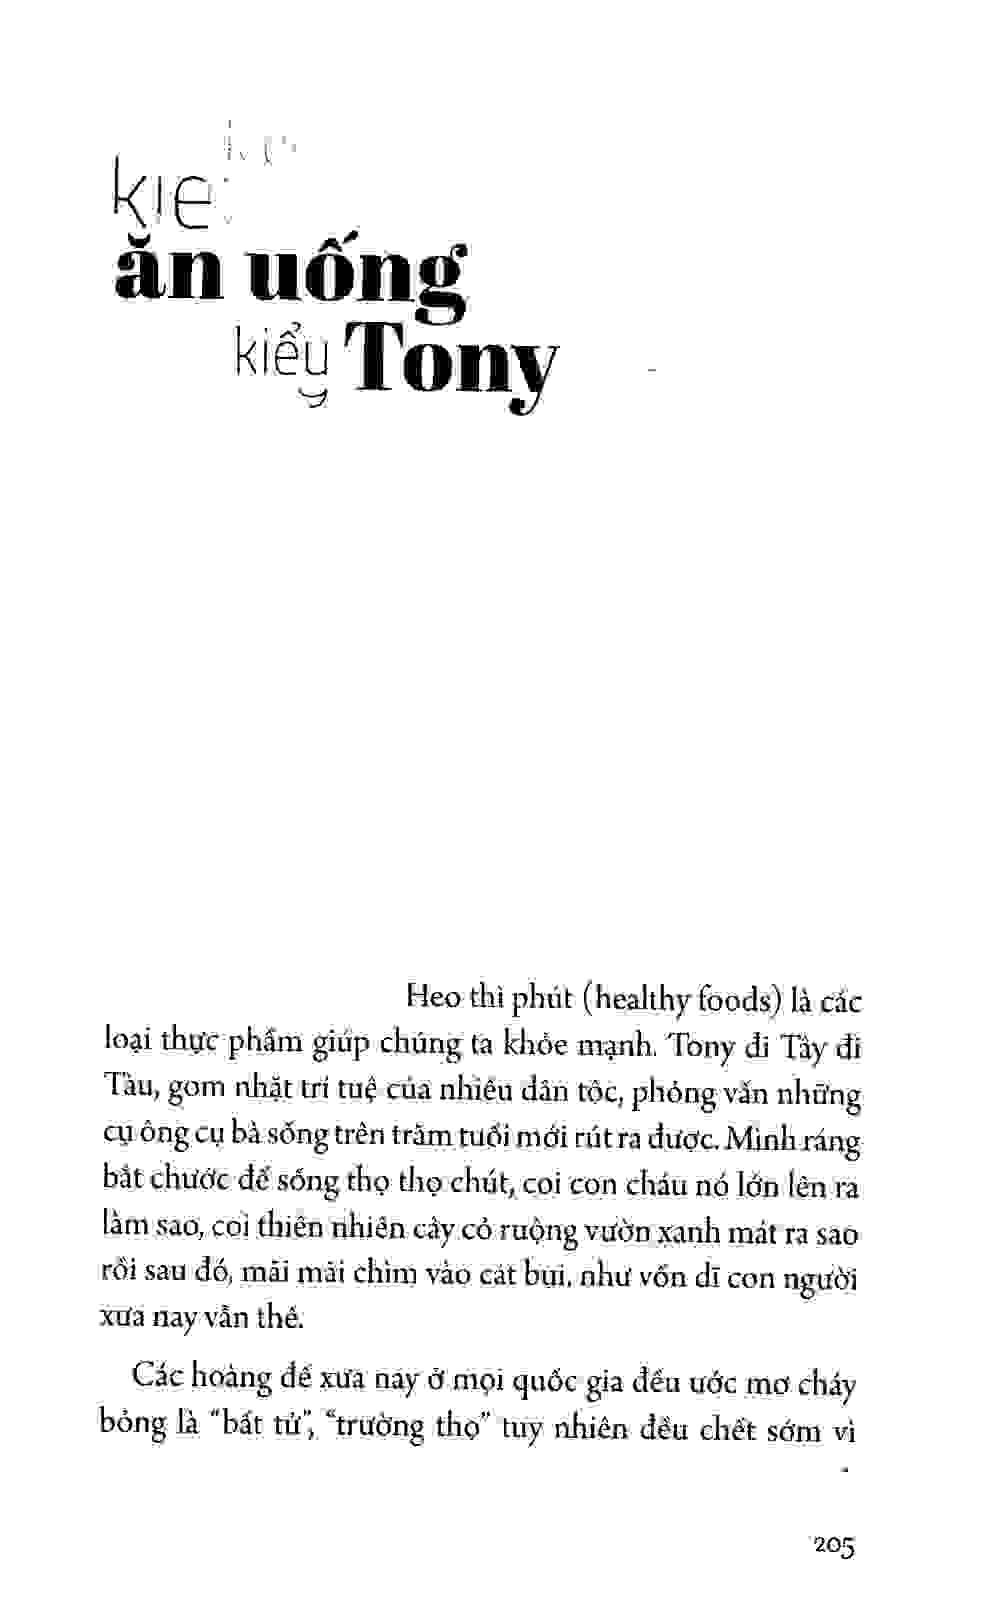 ăn uống
kiểu Tony
Heo thì phút (healthy foods) là các
loại thực phẩm giúp chúng ta khỏe mạnh. Tony đi Tây đi
Tàu, gom nhặt trí tuệ của nhiều dân tộc, phỏng vấn những
cụ ông cụ bà sống trên trăm tuổi mới rút ra được. Mình ráng
bắt chước để sống thọ thọ chút, coi con cháu nó lớn lên ra
làm sao, coi thiên nhiên cây cỏ ruộng vườn xanh mát ra sao
rồi sau đó, mãi mãi chìm vào cát bụi, như vốn dĩ con người
xưa nay vẫn thế.
Các hoàng đế xưa nay ở mọi quốc gia đều ước mơ cháy
bỏng là "bất tử", "trường thọ" tuy nhiên đều chết sớm vì
205